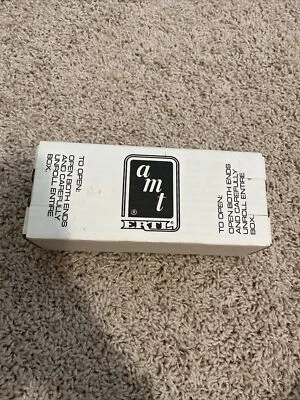 TO OPEN:
OPEN BOTH ENDS
AND CAREFULLY
UNROLL ENTIRE
BOX.
amt
®
ERTL
TO OPEN:
OPEN BOTH ENDS
AND CAREFULLY
UNROLL ENTIRE
BOX.